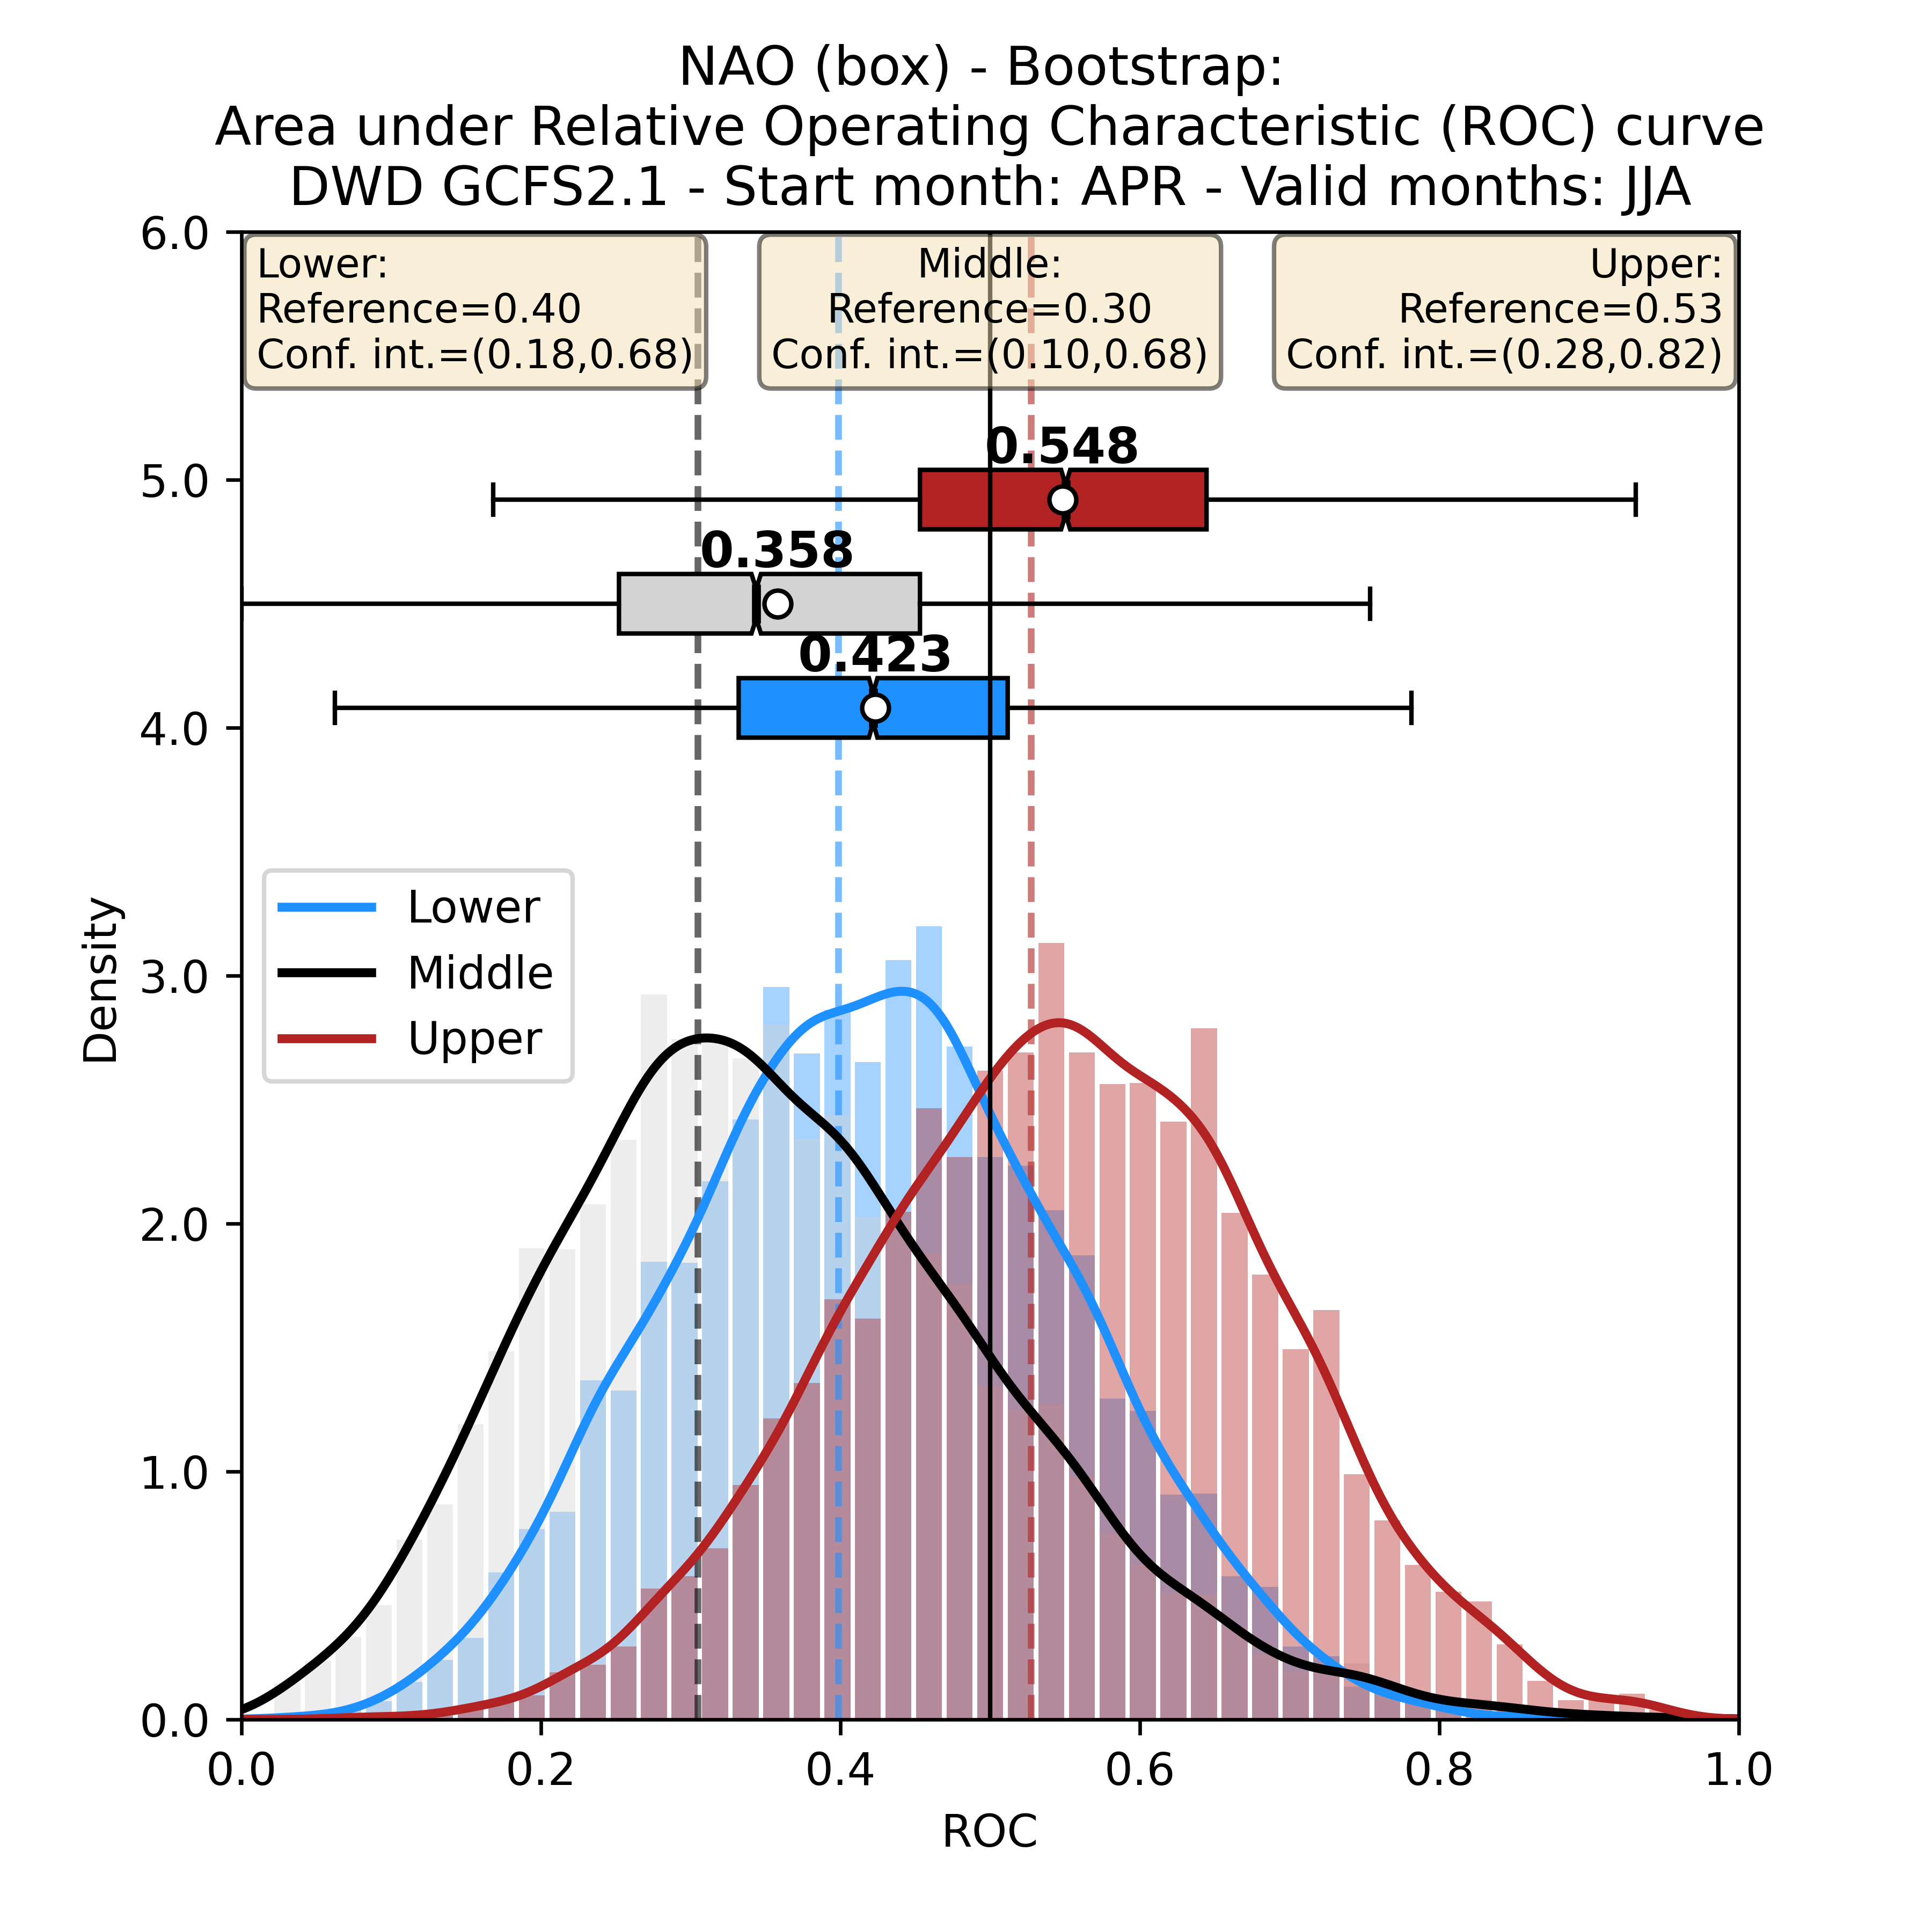 NAO (box) - Bootstrap:
Area under Relative Operating Characteristic (ROC) curve
DWD GCFS2.1 - Start month: APR - Valid months: JJA
Lower:
Reference=0.40
Conf. int.=(0.18,0.68)
Middle:
Reference=0.30
Conf. int.=(0.10,0.68)
Upper:
Reference=0.53
Conf. int.=(0.28,0.82)
0.548
0.358
0.423
Lower
Middle
Upper
Density
6.0
5.0
4.0
3.0
2.0
1.0
0.0
0.0 0.2 0.4 0.6 0.8 1.0
ROC